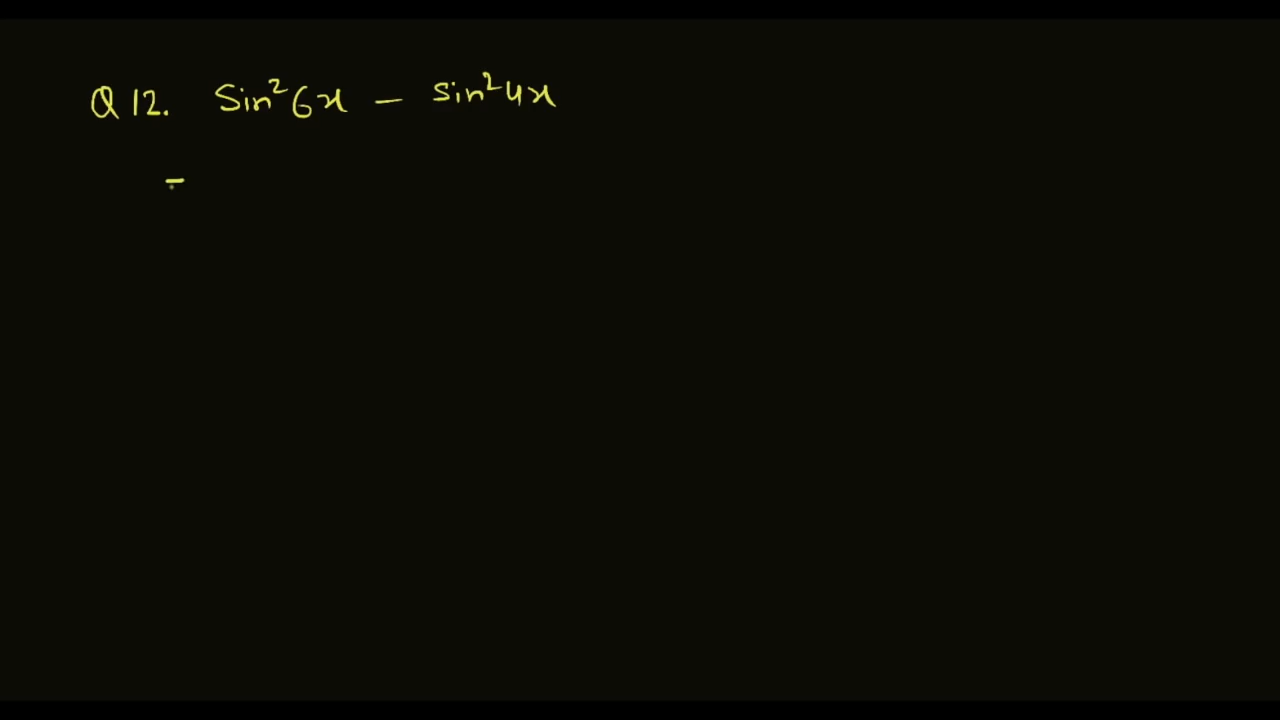 Q 12. Sin²6x – sin²4x
–